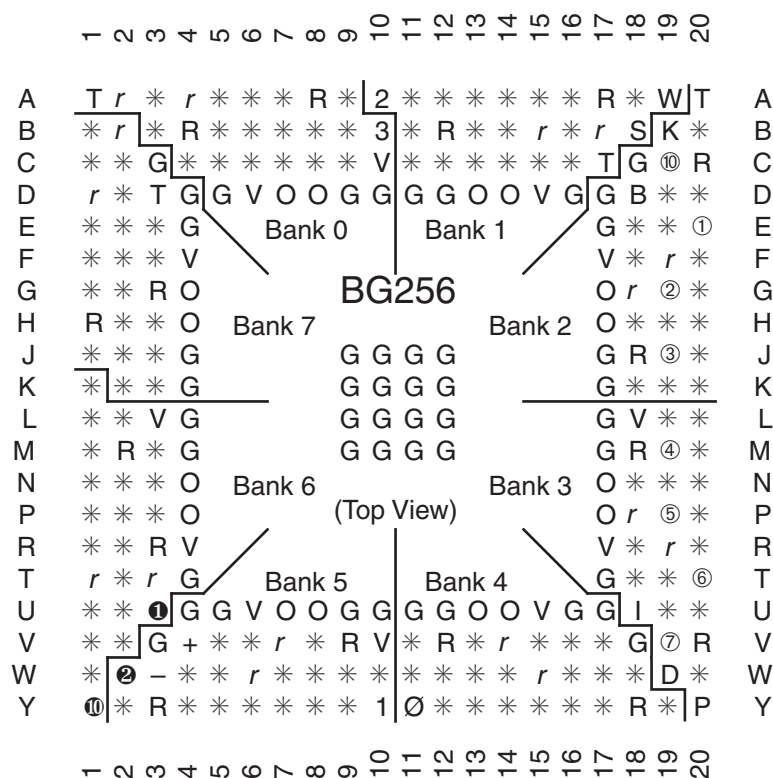 1 2 3 4 5 6 7 8 9 10 11 12 13 14 15 16 17 18 19 20
A T r ✳ r ✳ ✳ ✳ R ✳ 2 ✳ ✳ ✳ ✳ ✳ ✳ R ✳ W T A
B ✳ r ✳ R ✳ ✳ ✳ ✳ ✳ 3 ✳ R ✳ ✳ r ✳ r S K ✳ B
C ✳ ✳ G ✳ ✳ ✳ ✳ ✳ ✳ V ✳ ✳ ✳ ✳ ✳ ✳ T G ⑩ R C
D r ✳ T G G V O O G G G G O O V G G B ✳ ✳ D
E ✳ ✳ ✳ G Bank 0 Bank 1 G ✳ ✳ ① E
F ✳ ✳ ✳ V V ✳ r ✳ F
G ✳ ✳ R O BG256 O r ② ✳ G
H R ✳ ✳ O Bank 7 Bank 2 O ✳ ✳ ✳ H
J ✳ ✳ ✳ G G G G G G R ③ ✳ J
K ✳ ✳ ✳ G G G G G G ✳ ✳ ✳ K
L ✳ ✳ V G G G G G G V ✳ ✳ L
M ✳ R ✳ G G G G G G R ④ ✳ M
N ✳ ✳ ✳ O Bank 6 Bank 3 O ✳ ✳ ✳ N
P ✳ ✳ ✳ O (Top View) O r ⑤ ✳ P
R ✳ ✳ R V V ✳ r ✳ R
T r ✳ r G Bank 5 Bank 4 G ✳ ✳ ⑥ T
U ✳ ✳ ❶ G G V O O G G G G O O V G G I ✳ ✳ U
V ✳ ✳ G + ✳ ✳ r ✳ R V ✳ R ✳ r ✳ ✳ ✳ G ⑦ R V
W ✳ ❷ – ✳ ✳ r ✳ ✳ ✳ ✳ ✳ ✳ ✳ ✳ r ✳ ✳ ✳ D ✳ W
Y ❿ ✳ R ✳ ✳ ✳ ✳ ✳ ✳ 1 Ø ✳ ✳ ✳ ✳ ✳ ✳ R ✳ P Y
1 2 3 4 5 6 7 8 9 10 11 12 13 14 15 16 17 18 19 20